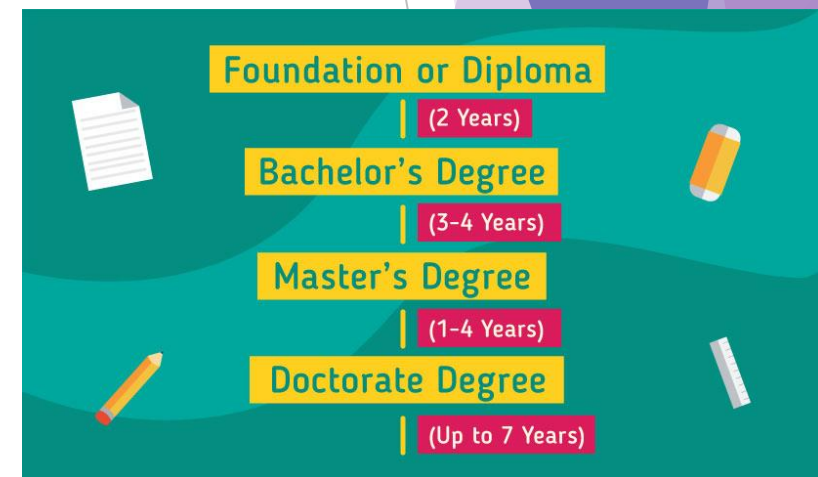 Foundation or Diploma
(2 Years)
Bachelor's Degree
(3-4 Years)
Master's Degree
(1-4 Years)
Doctorate Degree
(Up to 7 Years)